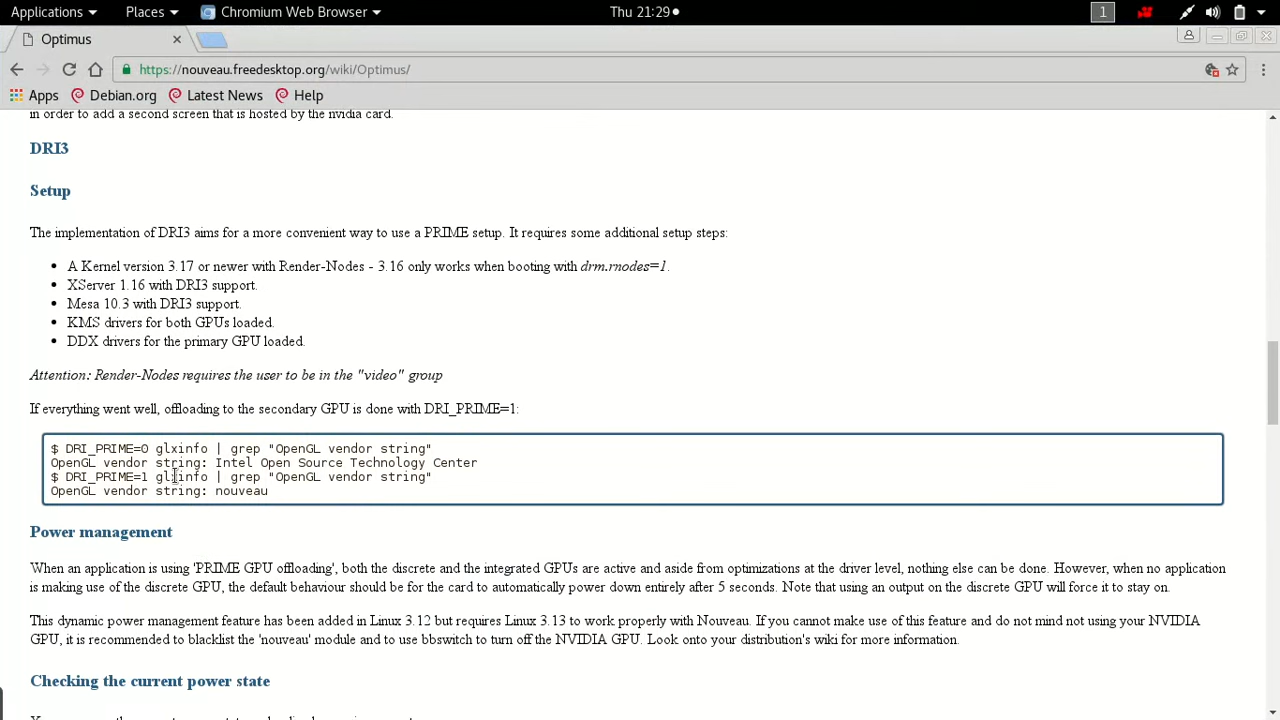 Applications Places Chromium Web Browser Thu 21:29 1
Optimus
https://nouveau.freedesktop.org/wiki/Optimus/
Apps Debian.org Latest News Help
in order to add a second screen that is hosted by the nvidia card.
DRI3
Setup
The implementation of DRI3 aims for a more convenient way to use a PRIME setup. It requires some additional setup steps:
A Kernel version 3.17 or newer with Render-Nodes - 3.16 only works when booting with drm.rnodes=1.
XServer 1.16 with DRI3 support.
Mesa 10.3 with DRI3 support.
KMS drivers for both GPUs loaded.
DDX drivers for the primary GPU loaded.
Attention: Render-Nodes requires the user to be in the "video" group
If everything went well, offloading to the secondary GPU is done with DRI_PRIME=1:
$ DRI_PRIME=0 glxinfo | grep "OpenGL vendor string"
OpenGL vendor string: Intel Open Source Technology Center
$ DRI_PRIME=1 glxinfo | grep "OpenGL vendor string"
OpenGL vendor string: nouveau
Power management
When an application is using 'PRIME GPU offloading', both the discrete and the integrated GPUs are active and aside from optimizations at the driver level, nothing else can be done. However, when no application
is making use of the discrete GPU, the default behaviour should be for the card to automatically power down entirely after 5 seconds. Note that using an output on the discrete GPU will force it to stay on.
This dynamic power management feature has been added in Linux 3.12 but requires Linux 3.13 to work properly with Nouveau. If you cannot make use of this feature and do not mind not using your NVIDIA
GPU, it is recommended to blacklist the 'nouveau' module and to use bbswitch to turn off the NVIDIA GPU. Look onto your distribution's wiki for more information.
Checking the current power state